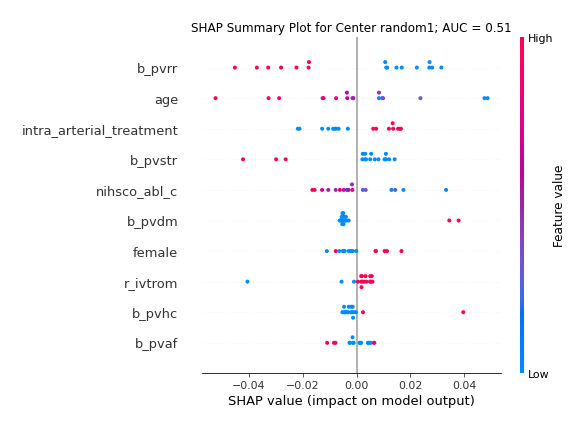 SHAP Summary Plot for Center random1; AUC = 0.51
High
b_pvrr
age
intra_arterial_treatment
b_pvstr
nihsco_abl_c
b_pvdm
female
r_ivtrom
b_pvhc
b_pvaf
Feature value
Low
−0.04 −0.02 0.00 0.02 0.04
SHAP value (impact on model output)